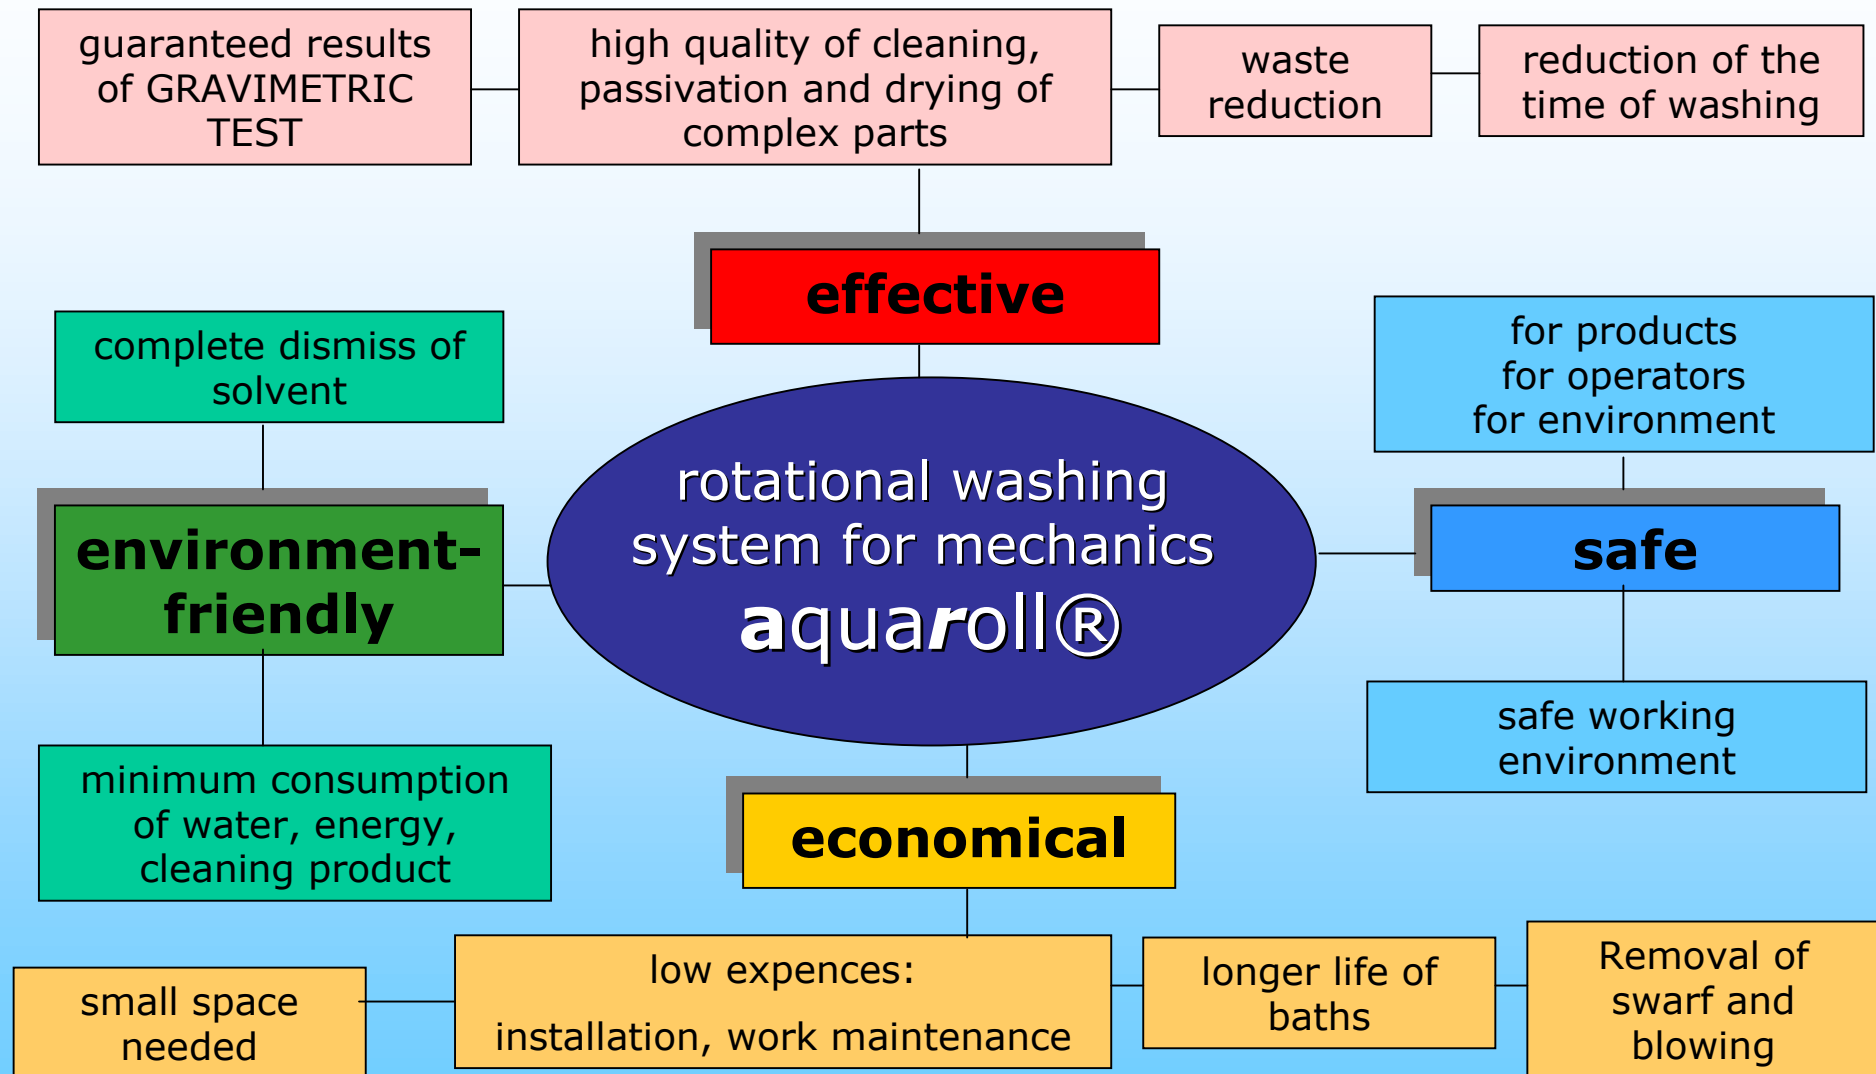 guaranteed results
of GRAVIMETRIC
TEST
high quality of cleaning,
passivation and drying of
complex parts
waste
reduction
reduction of the
time of washing
effective
complete dismiss of
solvent
for products
for operators
for environment
rotational washing
system for mechanics
aquaroll®
environment-
friendly
safe
minimum consumption
of water, energy,
cleaning product
safe working
environment
economical
small space
needed
low expences:
installation, work maintenance
longer life of
baths
Removal of
swarf and
blowing